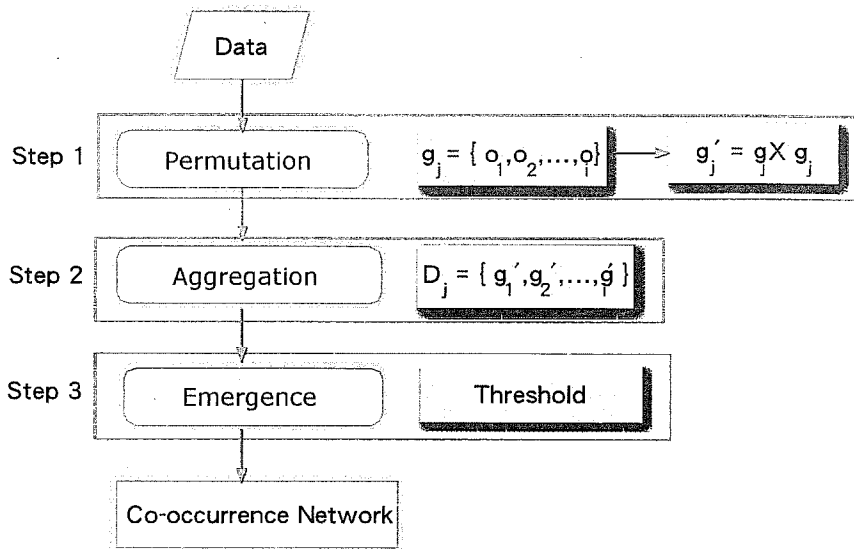 Data
Step 1
Permutation
g_j = { o_1,o_2,...,o_i}
g_j′ = g_j X g_j
Step 2
Aggregation
D_j = { g_1′,g_2′,...,g_i′ }
Step 3
Emergence
Threshold
Co-occurrence Network